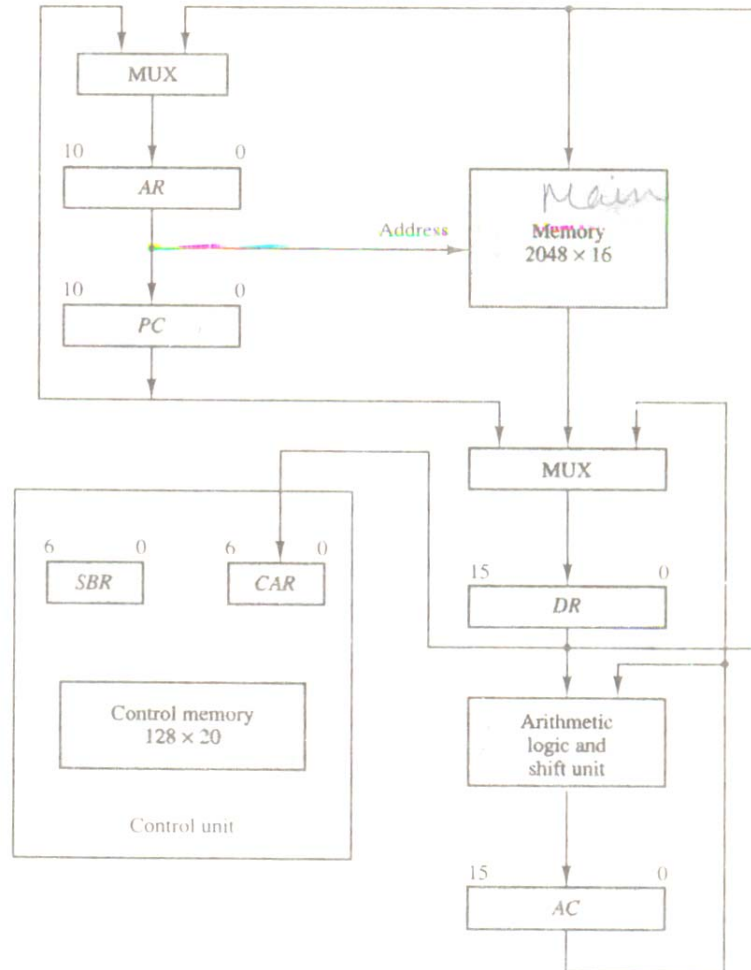 MUX
10 0
AR
Address
Main
Memory
2048 × 16
10 0
PC
MUX
6 0 6 0
SBR CAR
15 0
DR
Control memory
128 × 20
Arithmetic
logic and
shift unit
Control unit
15 0
AC